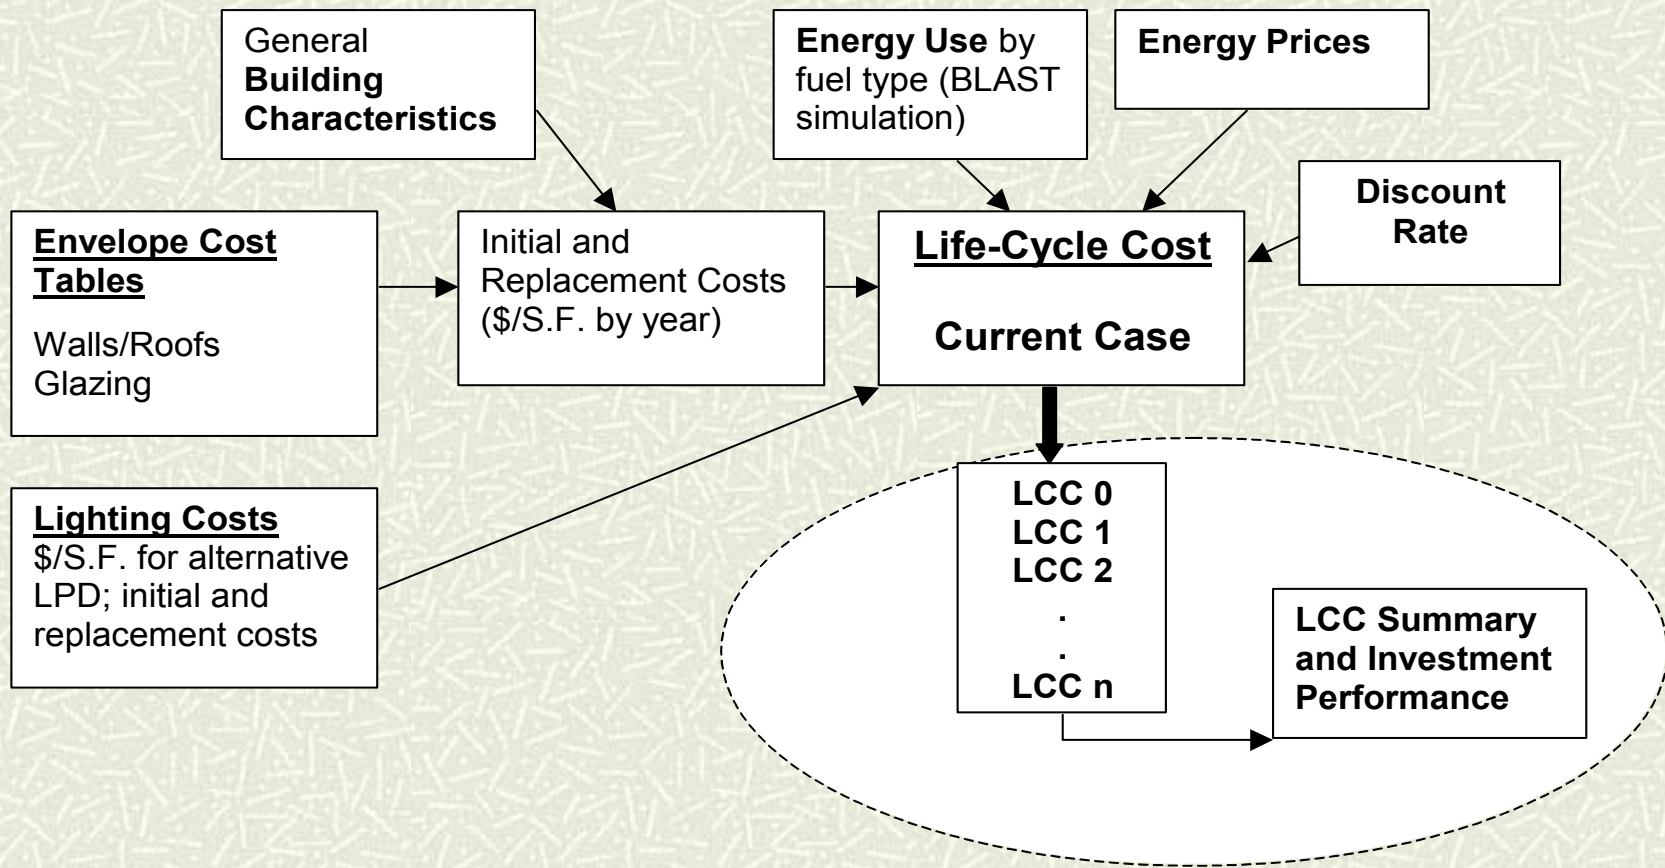 General
Building
Characteristics
Energy Use by
fuel type (BLAST
simulation)
Energy Prices
Discount
Rate
Envelope Cost
Tables
Walls/Roofs
Glazing
Initial and
Replacement Costs
($/S.F. by year)
Life-Cycle Cost
Current Case
Lighting Costs
$/S.F. for alternative
LPD; initial and
replacement costs
LCC 0
LCC 1
LCC 2
.
.
LCC n
LCC Summary
and Investment
Performance